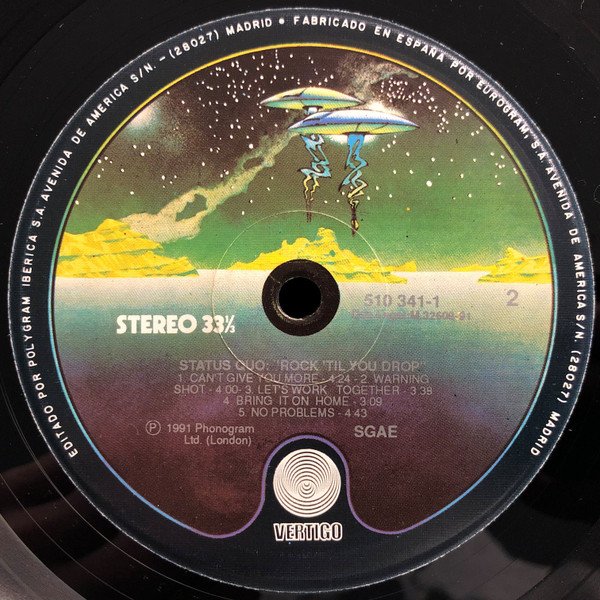 EDITADO POR POLYGRAM IBERICA S.A. AVENIDA DE AMERICA S/N. - (28027) MADRID • FABRICADO EN ESPAÑA POR EUROGRAM, S.A. AVENIDA DE AMERICA S/N. (28027) MADRID
510 341-1
2
STEREO 33⅓
STATUS QUO: "ROCK 'TIL YOU DROP"
1. CAN'T GIVE YOU MORE - 4:24 - 2. WARNING
SHOT - 4:00 - 3. LET'S WORK TOGETHER - 3:39
4. BRING IT ON HOME - 3:09
5. NO PROBLEMS - 4:43
℗ 1991 Phonogram
Ltd. (London)
SGAE
VERTIGO